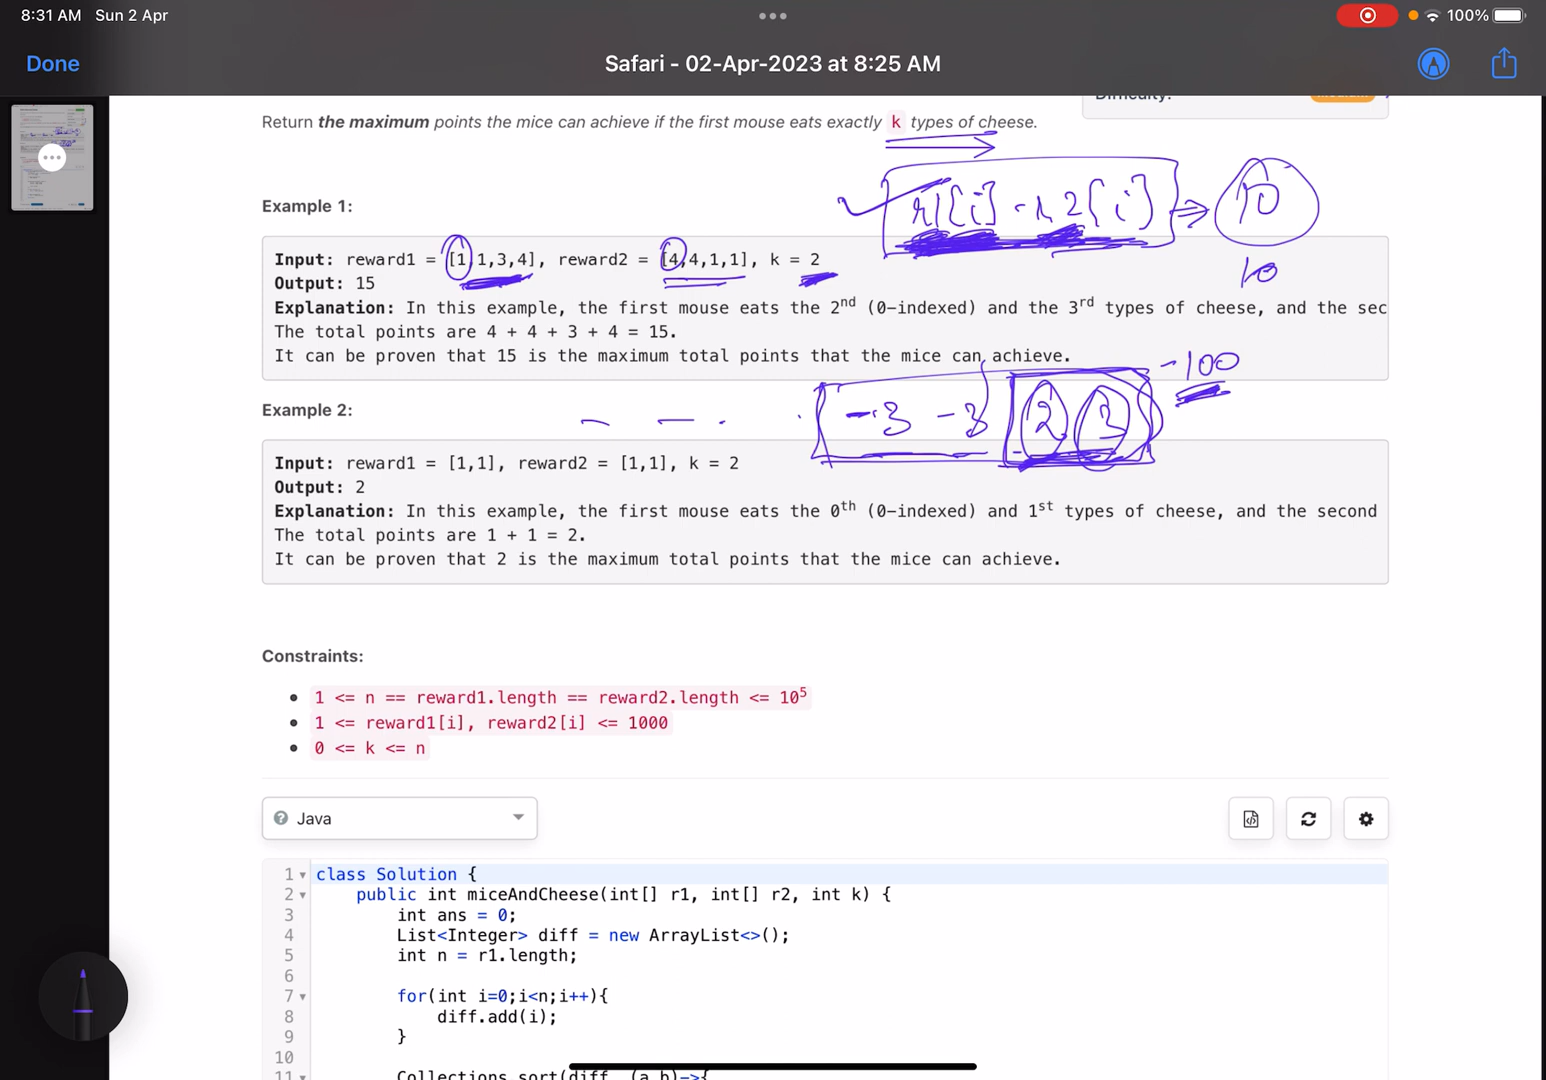 8:31 AM Sun 2 Apr
100%
Done
Safari - 02-Apr-2023 at 8:25 AM
Return the maximum points the mice can achieve if the first mouse eats exactly k types of cheese.
r1[i] - r2[i] ⇒ 10
10
Example 1:
Input: reward1 = [1,1,3,4], reward2 = [4,4,1,1], k = 2
Output: 15
Explanation: In this example, the first mouse eats the 2nd (0-indexed) and the 3rd types of cheese, and the sec
The total points are 4 + 4 + 3 + 4 = 15.
It can be proven that 15 is the maximum total points that the mice can achieve.
-100
-3 -3 2 3
Example 2:
Input: reward1 = [1,1], reward2 = [1,1], k = 2
Output: 2
Explanation: In this example, the first mouse eats the 0th (0-indexed) and 1st types of cheese, and the second
The total points are 1 + 1 = 2.
It can be proven that 2 is the maximum total points that the mice can achieve.
Constraints:
1 <= n == reward1.length == reward2.length <= 10^5
1 <= reward1[i], reward2[i] <= 1000
0 <= k <= n
Java
1 class Solution {
2 public int miceAndCheese(int[] r1, int[] r2, int k) {
3 int ans = 0;
4 List<Integer> diff = new ArrayList<>();
5 int n = r1.length;
6
7 for(int i=0;i<n;i++){
8 diff.add(i);
9 }
10
11 Collections.sort(diff, (a,b)->{